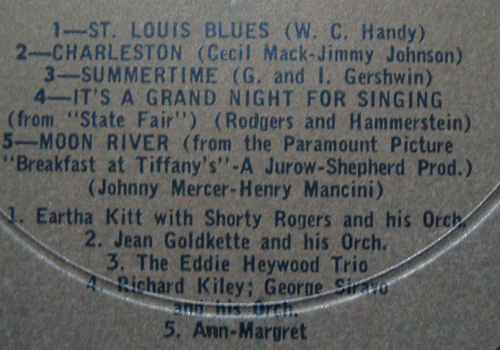 1—ST. LOUIS BLUES (W. C. Handy)
2—CHARLESTON (Cecil Mack-Jimmy Johnson)
3—SUMMERTIME (G. and I. Gershwin)
4—IT'S A GRAND NIGHT FOR SINGING
(from "State Fair") (Rodgers and Hammerstein)
5—MOON RIVER (from the Paramount Picture
"Breakfast at Tiffany's"-A Jurow-Shepherd Prod.)
(Johnny Mercer-Henry Mancini)
1. Eartha Kitt with Shorty Rogers and his Orch.
2. Jean Goldkette and his Orch.
3. The Eddie Heywood Trio
4. Richard Kiley; George Siravo
and his Orch.
5. Ann-Margret